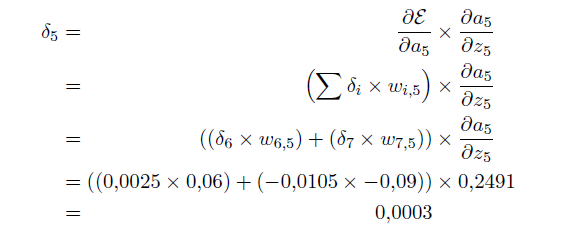 δ₅ = ∂ℰ/∂a₅ × ∂a₅/∂z₅
= (∑ δᵢ × wᵢ,₅) × ∂a₅/∂z₅
= ((δ₆ × w₆,₅) + (δ₇ × w₇,₅)) × ∂a₅/∂z₅
= ((0,0025 × 0,06) + (−0,0105 × −0,09)) × 0,2491
= 0,0003